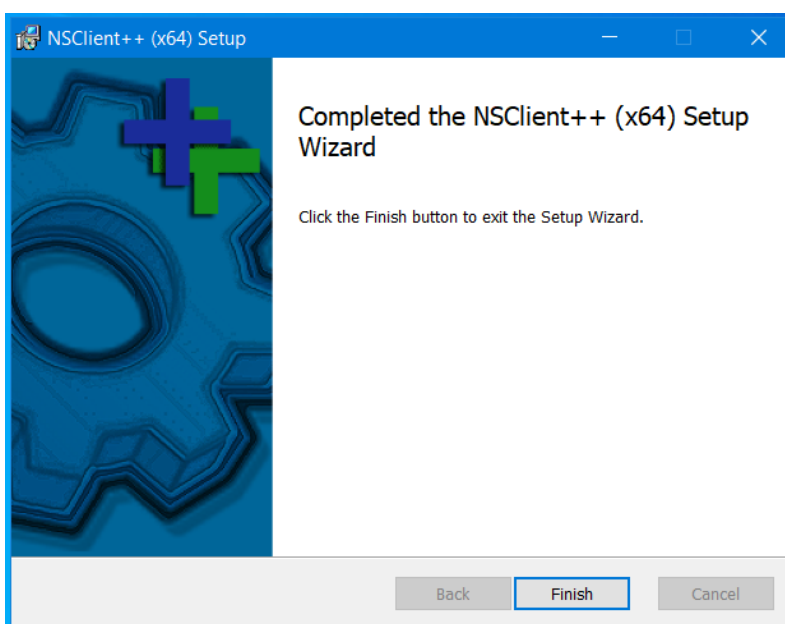 NSClient++ (x64) Setup
Completed the NSClient++ (x64) Setup
Wizard
Click the Finish button to exit the Setup Wizard.
Back
Finish
Cancel